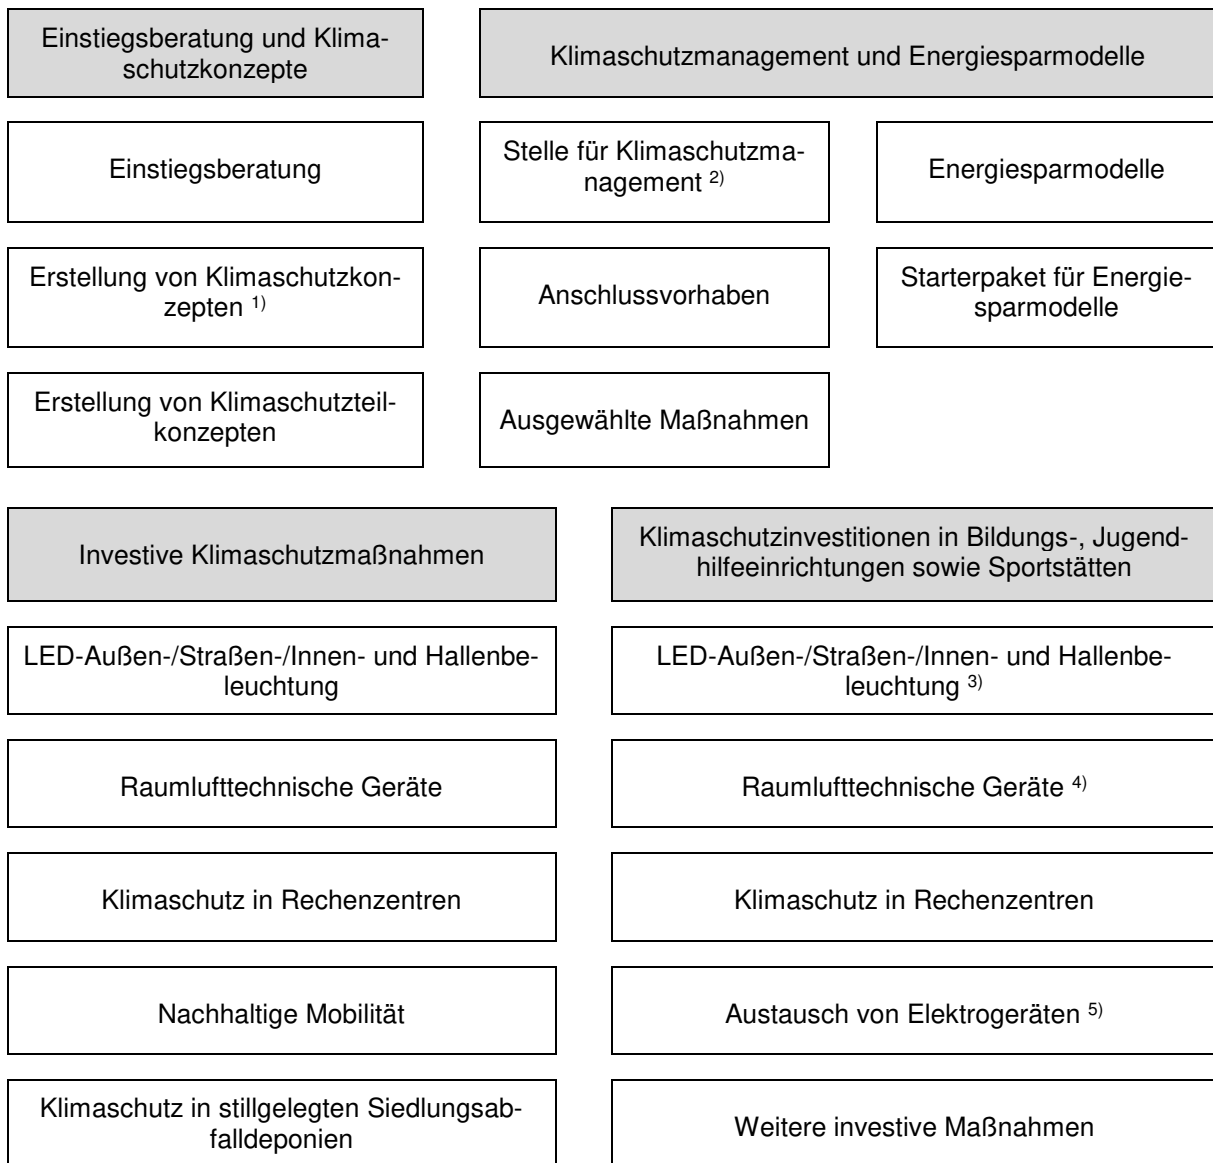 Einstiegsberatung und Klima-
schutzkonzepte
Klimaschutzmanagement und Energiesparmodelle
Einstiegsberatung
Stelle für Klimaschutzma-
nagement 2)
Energiesparmodelle
Erstellung von Klimaschutzkon-
zepten 1)
Anschlussvorhaben
Starterpaket für Energie-
sparmodelle
Erstellung von Klimaschutzteil-
konzepten
Ausgewählte Maßnahmen
Investive Klimaschutzmaßnahmen
Klimaschutzinvestitionen in Bildungs-, Jugend-
hilfeeinrichtungen sowie Sportstätten
LED-Außen-/Straßen-/Innen- und Hallenbe-
leuchtung
LED-Außen-/Straßen-/Innen- und Hallenbe-
leuchtung 3)
Raumlufttechnische Geräte
Raumlufttechnische Geräte 4)
Klimaschutz in Rechenzentren
Klimaschutz in Rechenzentren
Nachhaltige Mobilität
Austausch von Elektrogeräten 5)
Klimaschutz in stillgelegten Siedlungsab-
falldeponien
Weitere investive Maßnahmen